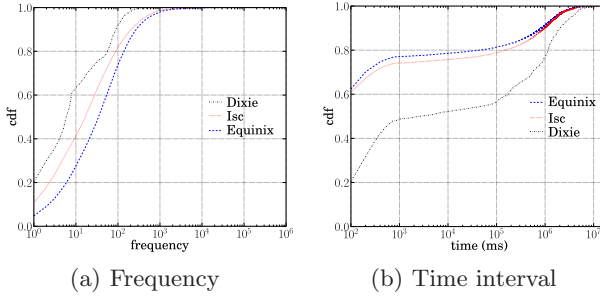 1.0
0.8
0.6
0.4
0.2
0.0
cdf
Dixie
Isc
Equinix
10^0 10^1 10^2 10^3 10^4 10^5 10^6
frequency
(a) Frequency
1.0
0.8
0.6
0.4
0.2
0.0
cdf
Equinix
Isc
Dixie
10^2 10^3 10^4 10^5 10^6 10^7
time (ms)
(b) Time interval